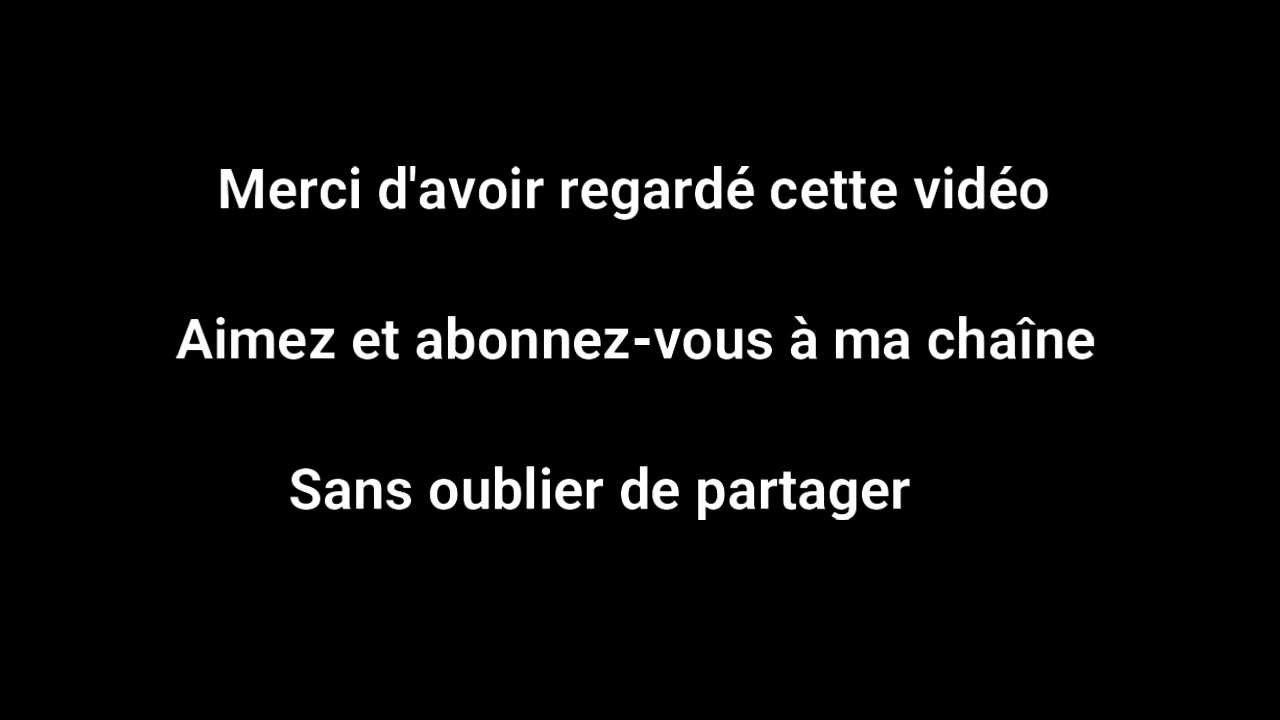 Merci d'avoir regardé cette vidéo
Aimez et abonnez-vous à ma chaîne
Sans oublier de partager